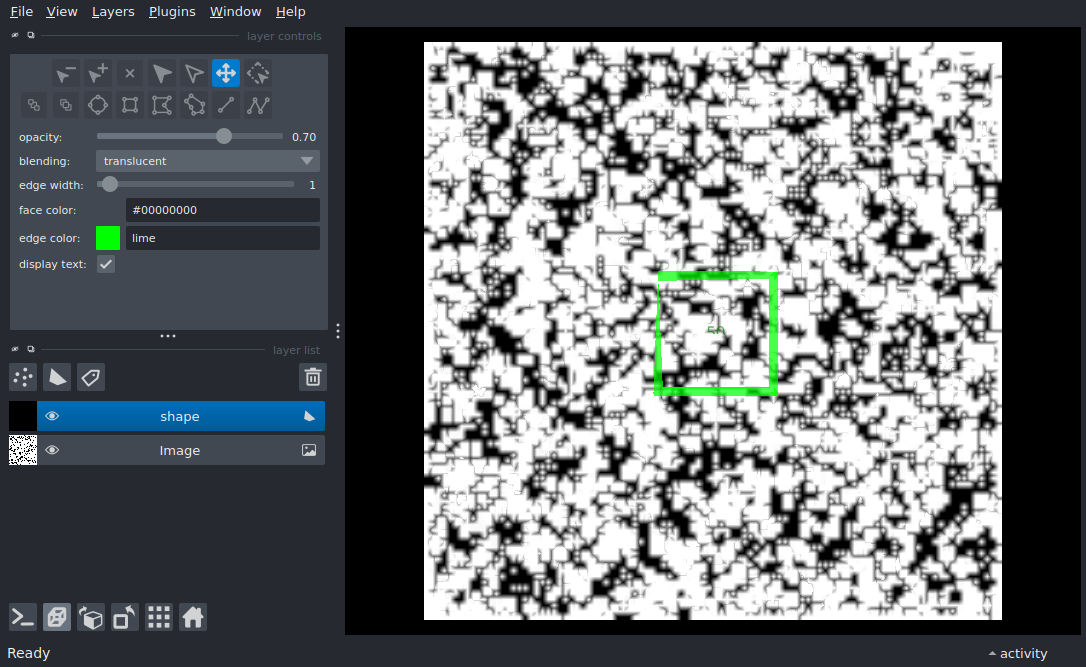 File View Layers Plugins Window Help
layer controls
opacity: 0.70
blending: translucent
edge width: 1
face color: #00000000
edge color: lime
display text:
layer list
shape
Image
Ready
activity